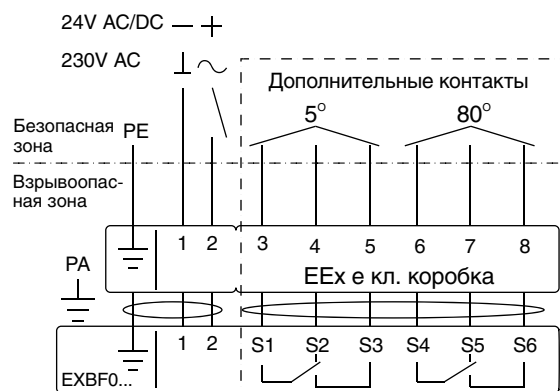 24V AC/DC — +
230V AC ⊥ ~
Дополнительные контакты
5° 80°
Безопасная зона PE
Взрывоопас-
ная зона
1 2 3 4 5 6 7 8
PA
EEx e кл. коробка
1 2 S1 S2 S3 S4 S5 S6
EXBF0...